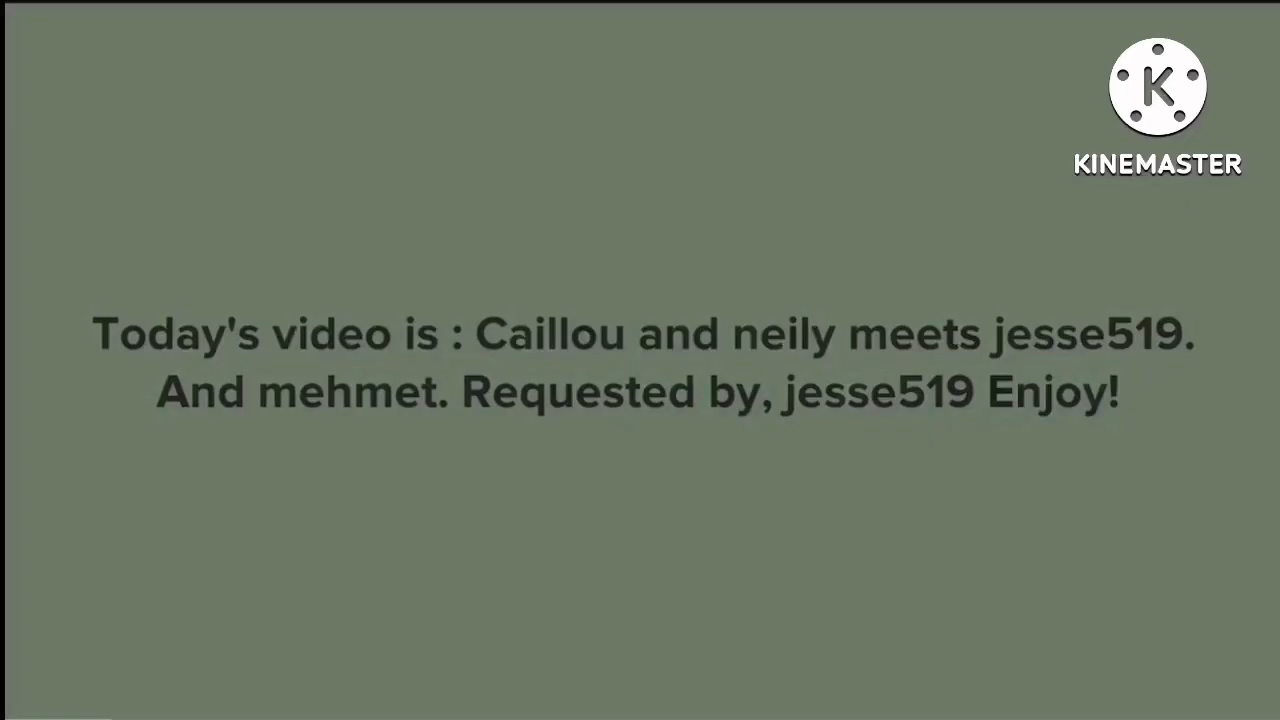 K
KINEMASTER
Today's video is : Caillou and neily meets jesse519.
And mehmet. Requested by, jesse519 Enjoy!